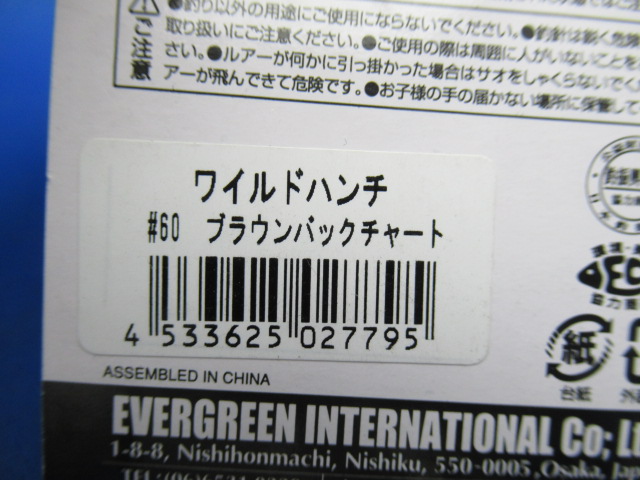 ご注意
●釣り以外の用途にご使用にならないでください。●釣針は鋭く危険
取り扱いにご注意ください。●ご使用の際は周囲に人がいないことを
さい。●ルアーが何かに引っ掛かった場合はサオをしゃくらないでく
アーが飛んできて危険です。●お子様の手の届かない場所に保管して
ワイルドハンチ
#60 ブラウンバックチャート
4 533625 027795
ASSEMBLED IN CHINA
紙
台紙
外
EVERGREEN INTERNATIONAL Co; Lt
1-8-8, Nishihonmachi, Nishiku, 550-0005, Osaka, Japa